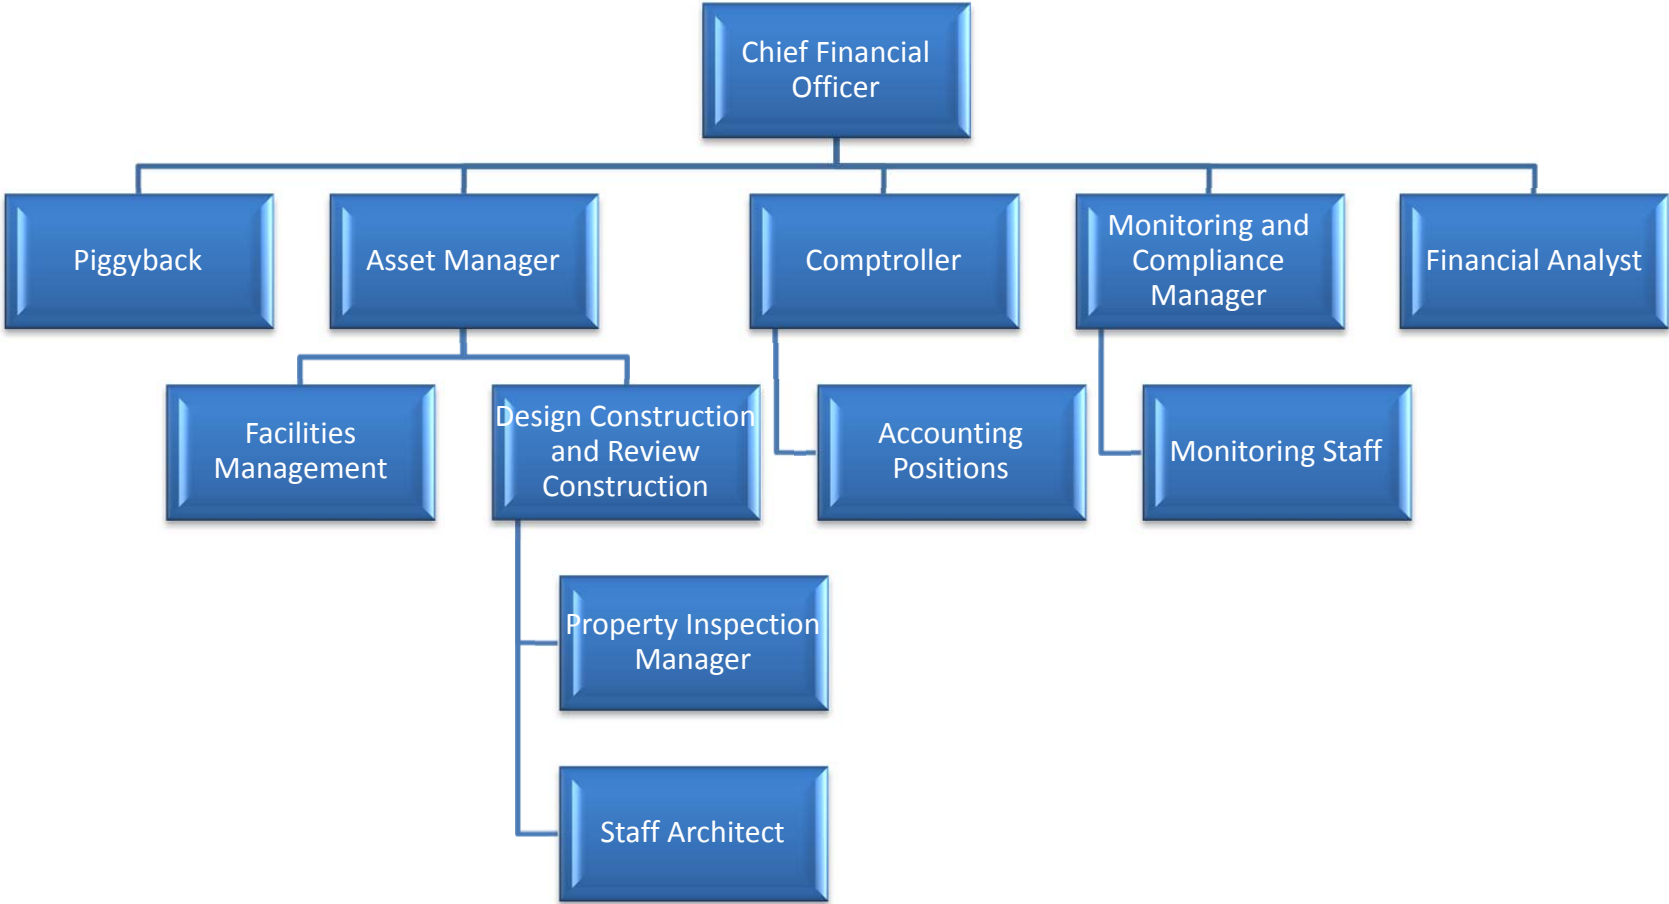 Chief Financial
Officer
Piggyback
Asset Manager
Comptroller
Monitoring and
Compliance
Manager
Financial Analyst
Facilities
Management
Design Construction
and Review
Construction
Accounting
Positions
Monitoring Staff
Property Inspection
Manager
Staff Architect